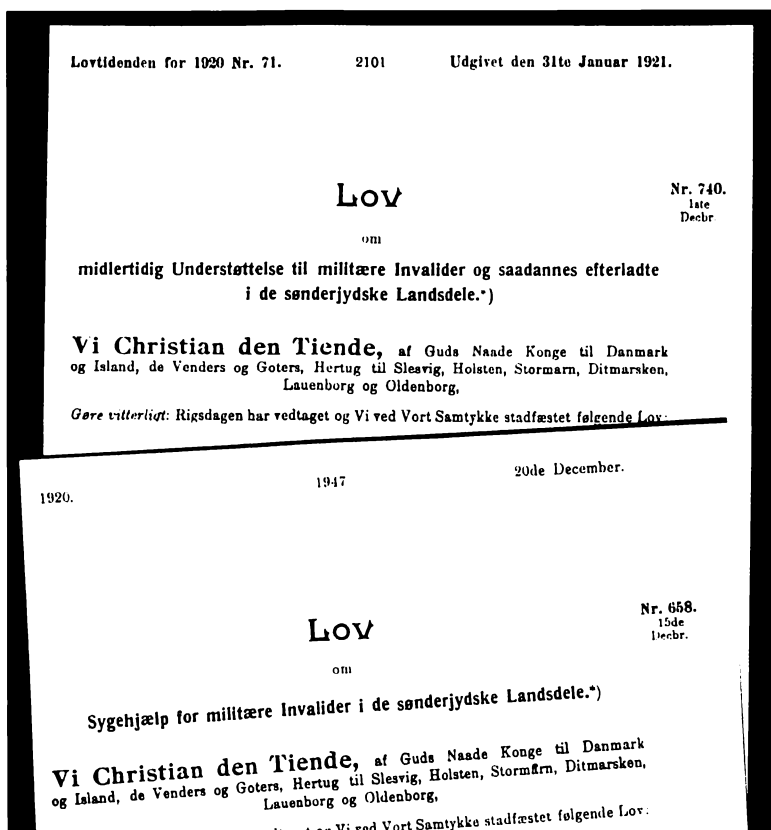 Lovtidenden for 1920 Nr. 71. 2101 Udgivet den 31te Januar 1921.
Lov
Nr. 740.
1ste
Decbr.
om
midlertidig Understøttelse til militære Invalider og saadannes efterladte
i de sønderjydske Landsdele.*)
Vi Christian den Tiende, af Guds Naade Konge til Danmark
og Island, de Venders og Goters, Hertug til Slesvig, Holsten, Stormarn, Ditmarsken,
Lauenborg og Oldenborg,
Gøre vitterligt: Rigsdagen har vedtaget og Vi ved Vort Samtykke stadfæstet følgende Lov:
1920. 1947 20de December.
Lov
Nr. 658.
15de
Decbr.
om
Sygehjælp for militære Invalider i de sønderjydske Landsdele.*)
Vi Christian den Tiende, af Guds Naade Konge til Danmark
og Island, de Venders og Goters, Hertug til Slesvig, Holsten, Stormarn, Ditmarsken,
Lauenborg og Oldenborg,
og Vi ved Vort Samtykke stadfæstet følgende Lov: